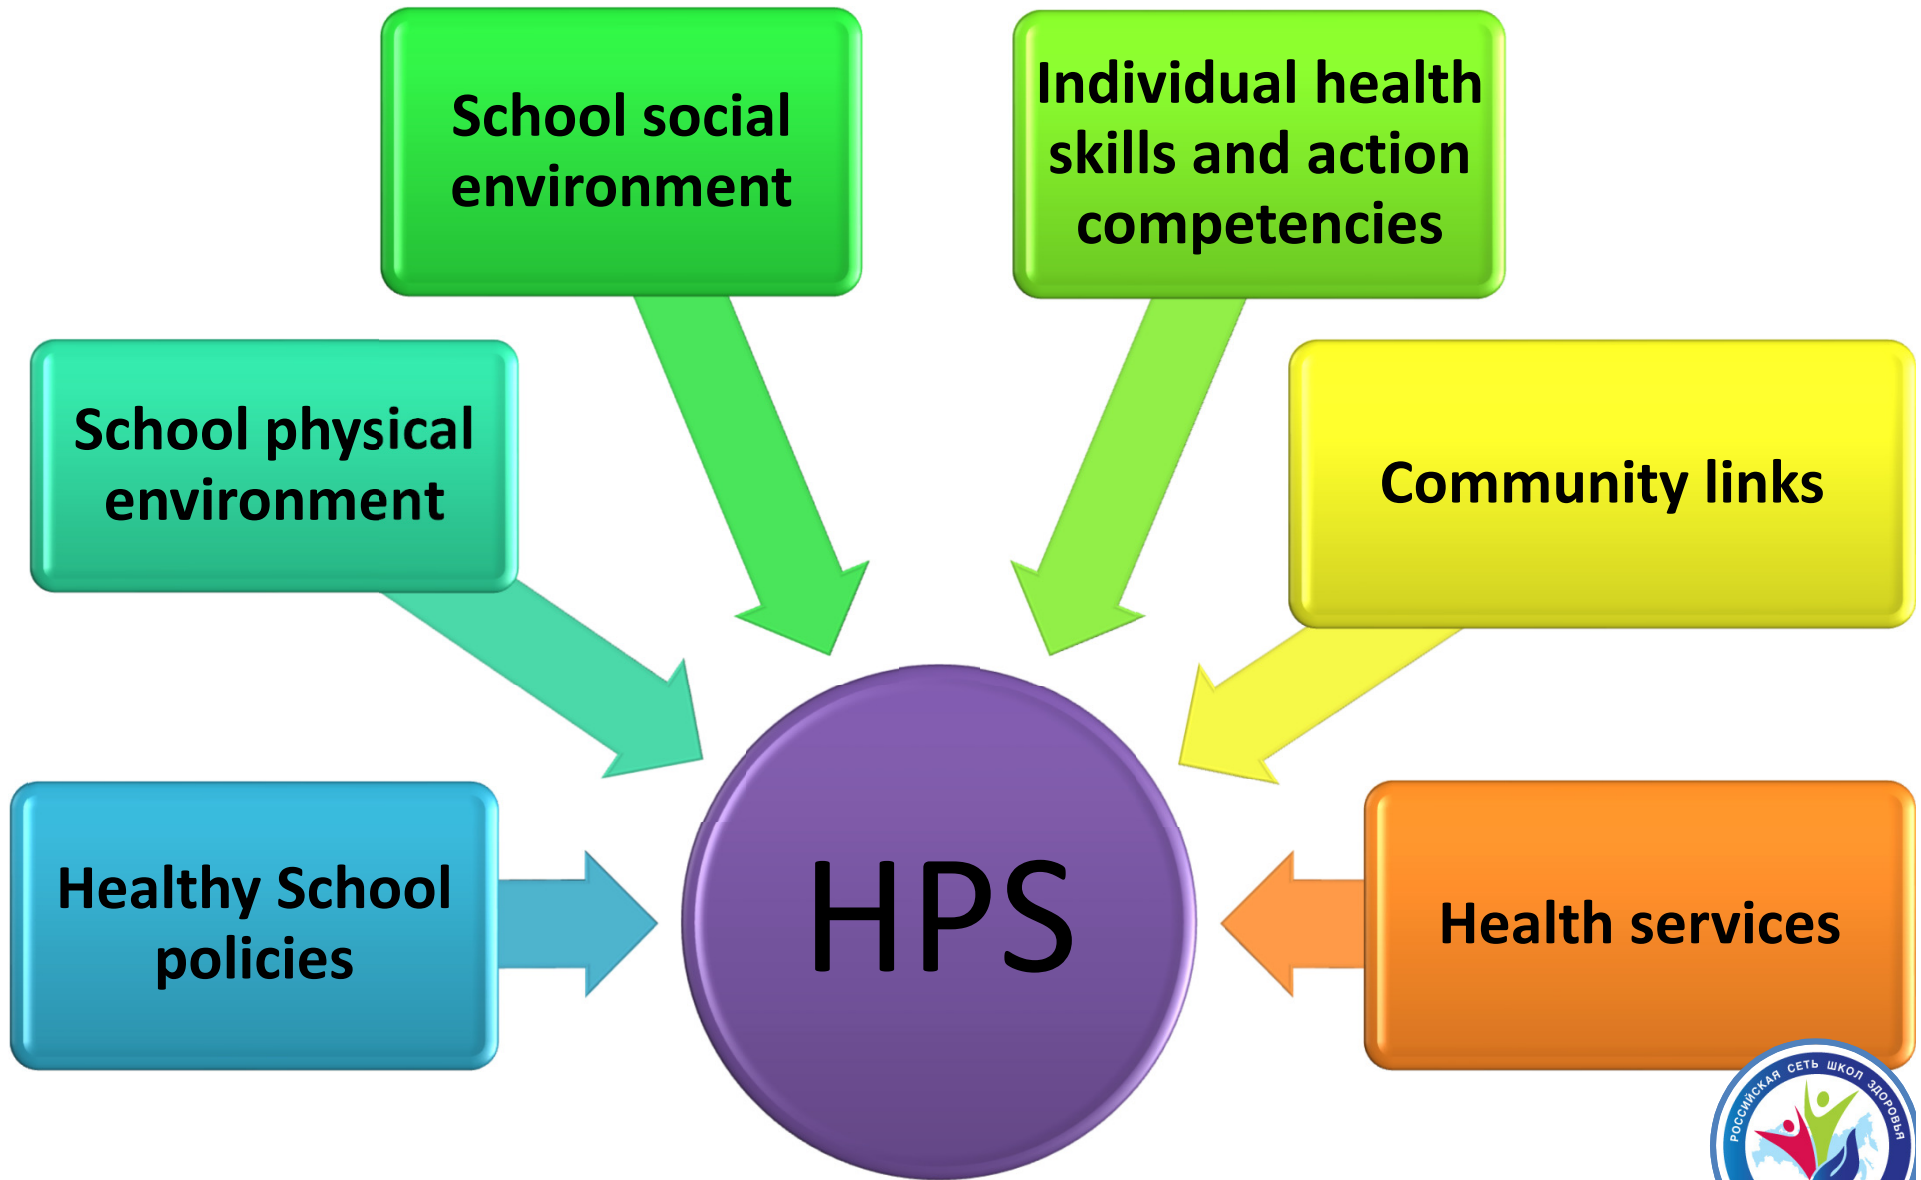 School social
environment
Individual health
skills and action
competencies
School physical
environment
Community links
Healthy School
policies
HPS
Health services
РОССИЙСКАЯ СЕТЬ ШКОЛ ЗДОРОВЬЯ